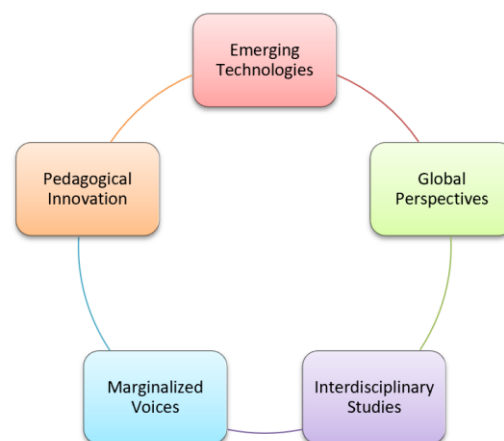 Emerging
Technologies
Global
Perspectives
Interdisciplinary
Studies
Marginalized
Voices
Pedagogical
Innovation